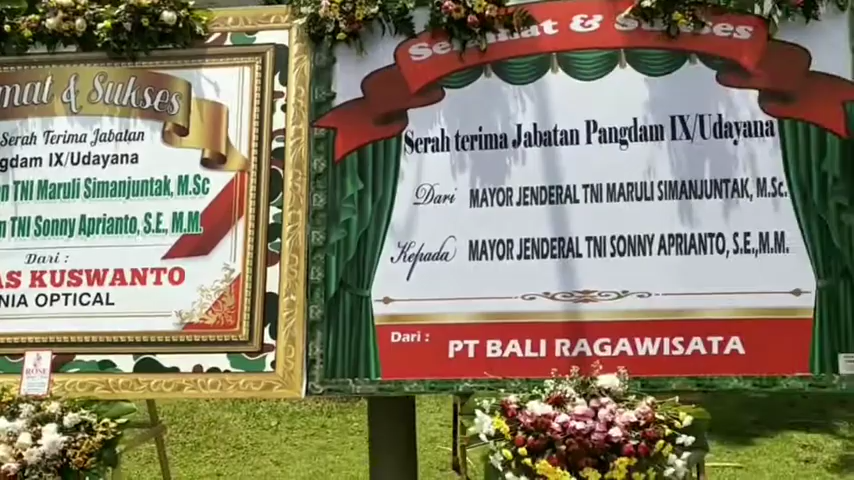 mat & Sukses
Serah Terima Jabatan
gdam IX/Udayana
n TNI Maruli Simanjuntak, M.Sc
n TNI Sonny Aprianto, S.E, M.M
Dari :
AS KUSWANTO
NIA OPTICAL
ROSE
Selamat & Sukses
Serah terima Jabatan Pangdam IX/Udayana
Dari MAYOR JENDERAL TNI MARULI SIMANJUNTAK, M.Sc.
Kepada MAYOR JENDERAL TNI SONNY APRIANTO, S.E., M.M.
Dari : PT BALI RAGAWISATA